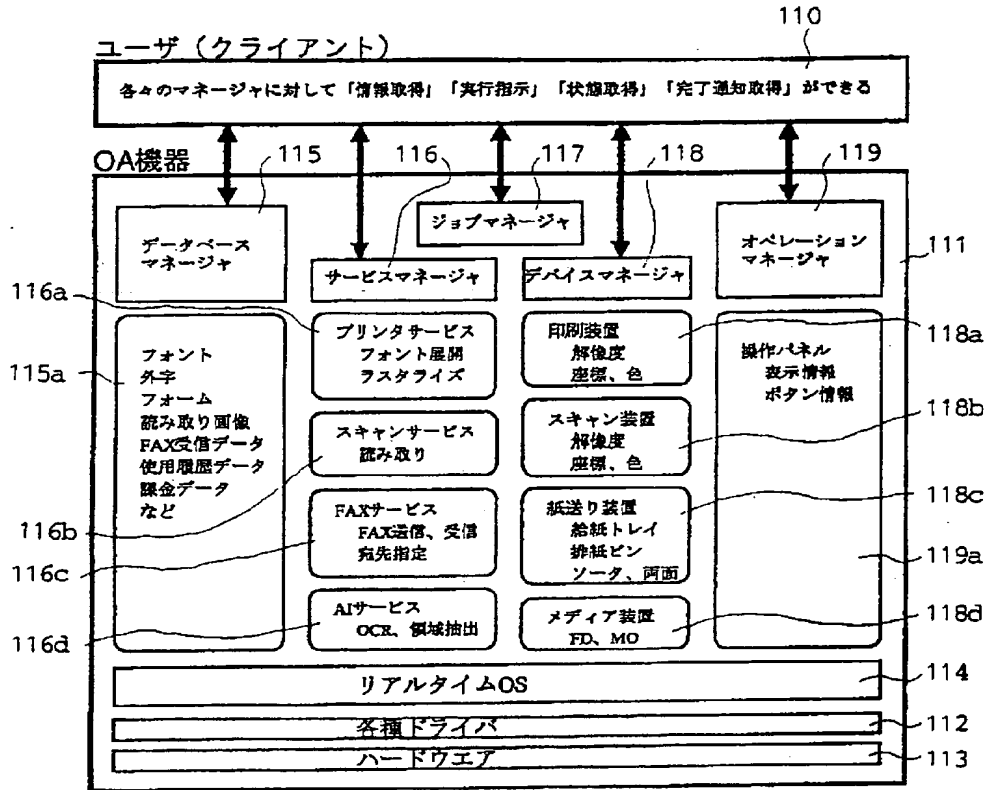 110
ユーザ（クライアント）
各々のマネージャに対して「情報取得」「実行指示」「状態取得」「完了通知取得」ができる
OA機器
115
116
117
118
119
111
データベース
マネージャ
サービスマネージャ
ジョブマネージャ
デバイスマネージャ
オペレーション
マネージャ
116a
115a
116b
116c
116d
フォント
外字
フォーム
読み取り画像
FAX受信データ
使用履歴データ
課金データ
など
プリンタサービス
フォント展開
ラスタライズ
スキャンサービス
読み取り
FAXサービス
FAX送信、受信
宛先指定
AIサービス
OCR、領域抽出
印刷装置
解像度
座標、色
スキャン装置
解像度
座標、色
紙送り装置
給紙トレイ
排紙ビン
ソータ、両面
メディア装置
FD、MO
操作パネル
表示情報
ボタン情報
118a
118b
118c
119a
118d
リアルタイムOS
114
各種ドライバ
112
ハードウエア
113